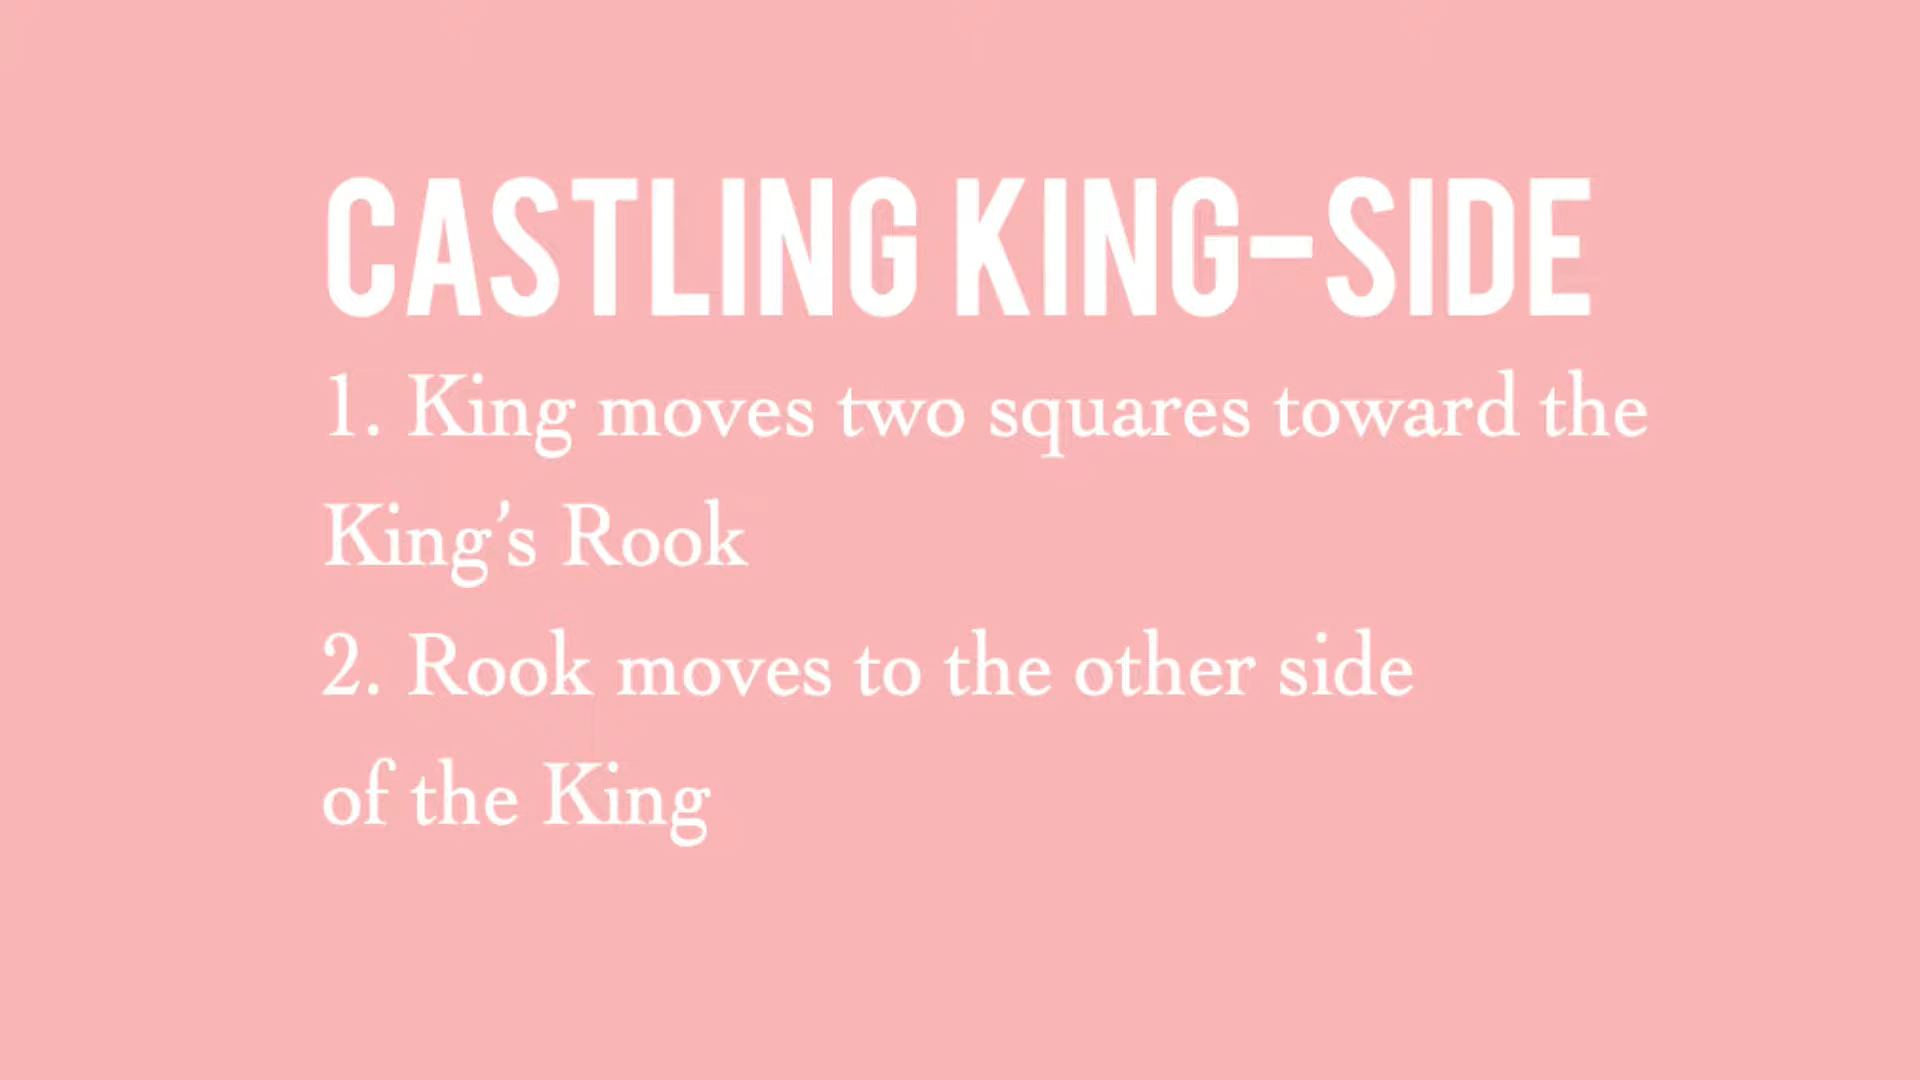 CASTLING KING-SIDE
1. King moves two squares toward the
King’s Rook
2. Rook moves to the other side
of the King